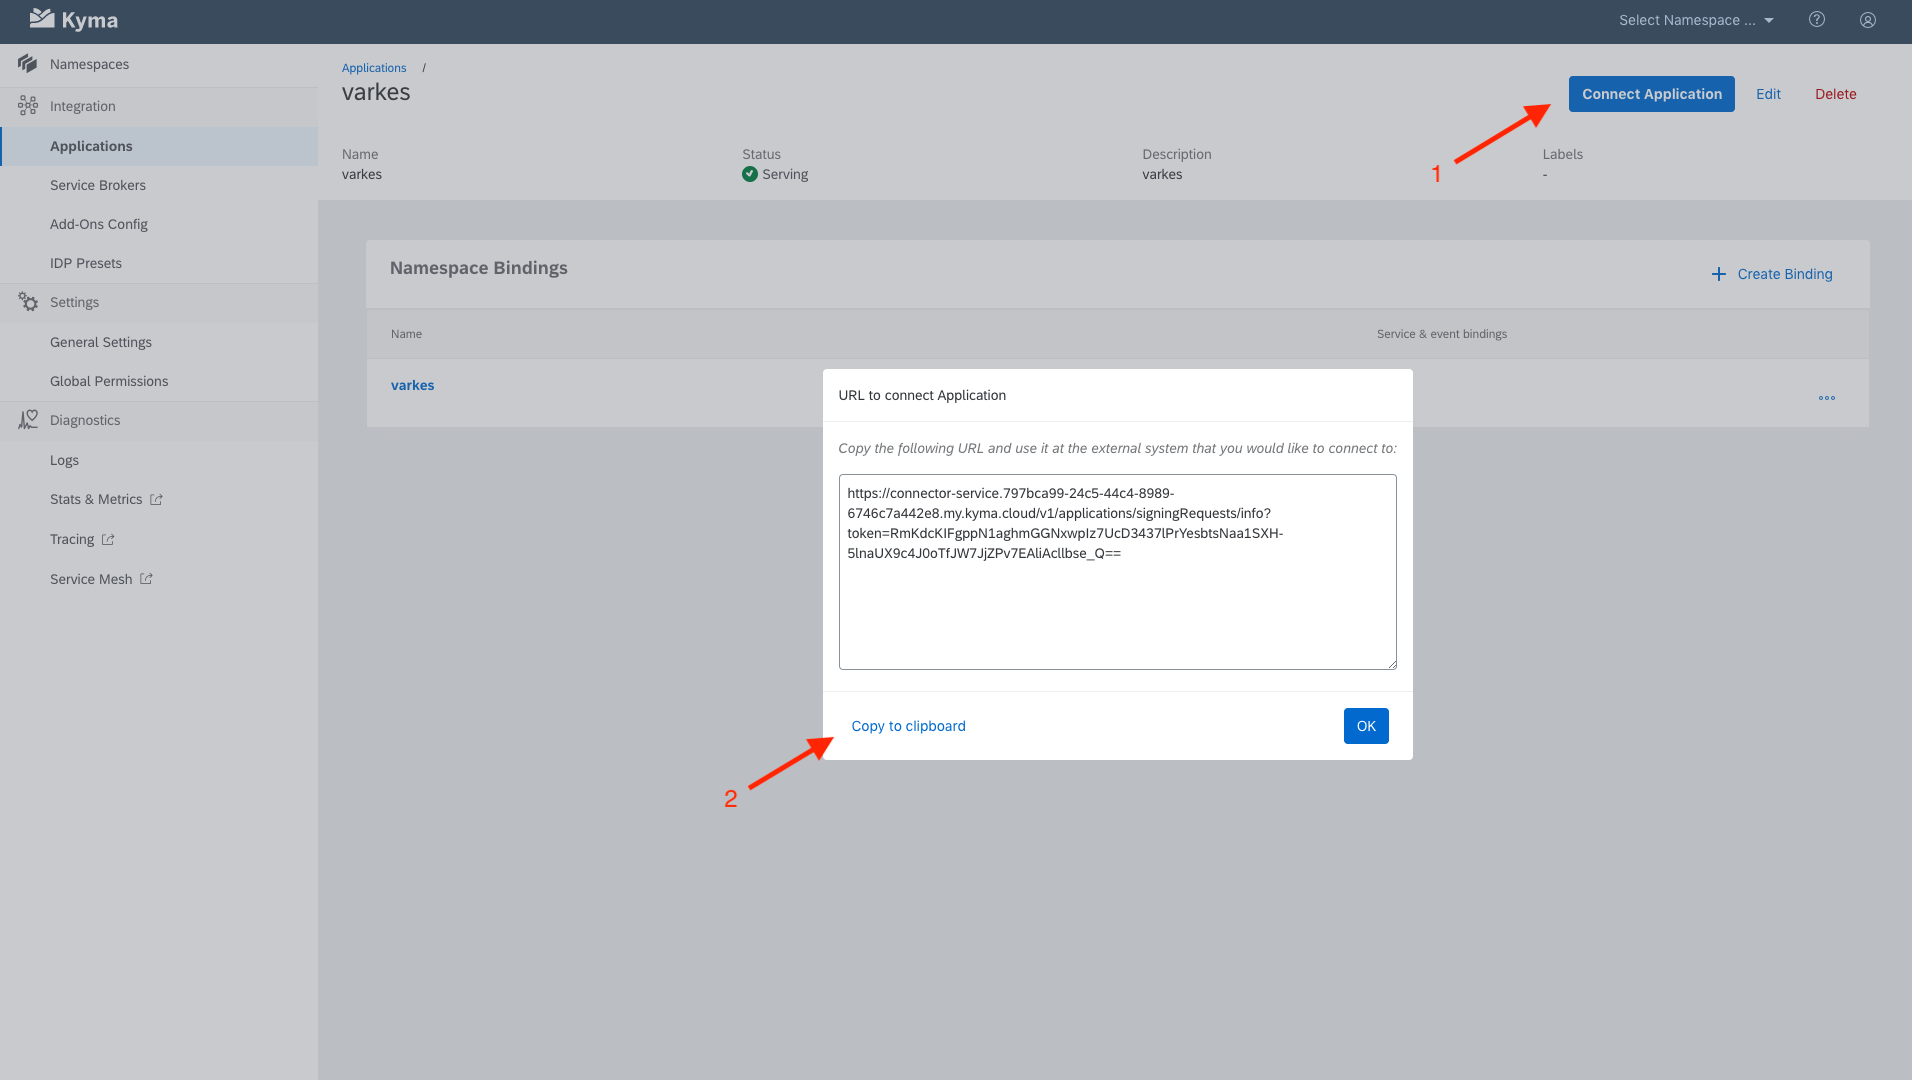 Kyma
Select Namespace ...
Namespaces
Integration
Applications
Service Brokers
Add-Ons Config
IDP Presets
Settings
General Settings
Global Permissions
Diagnostics
Logs
Stats & Metrics
Tracing
Service Mesh
Applications /
varkes
Connect Application
Edit
Delete
1
Name
varkes
Status
Serving
Description
varkes
Labels
-
Namespace Bindings
+ Create Binding
Name
Service & event bindings
varkes
URL to connect Application
Copy the following URL and use it at the external system that you would like to connect to:
https://connector-service.797bca99-24c5-44c4-8989-
6746c7a442e8.my.kyma.cloud/v1/applications/signingRequests/info?
token=RmKdcKIFgppN1aghmGGNxwpIz7UcD3437lPrYesbtsNaa1SXH-
5lnaUX9c4J0oTfJW7JjZPv7EAliAcllbse_Q==
Copy to clipboard
OK
2